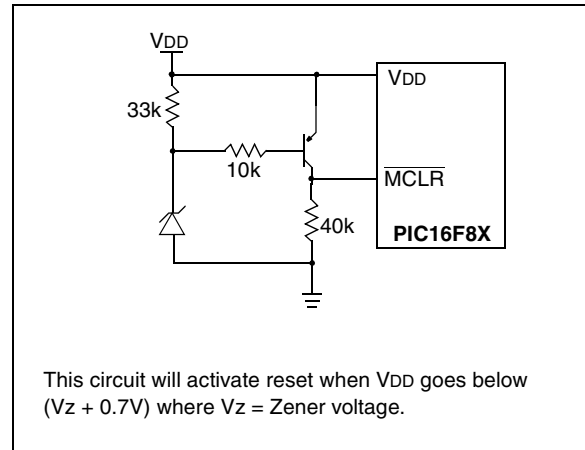 VDD
33k
10k
40k
VDD
MCLR
PIC16F8X
This circuit will activate reset when VDD goes below
(Vz + 0.7V) where Vz = Zener voltage.